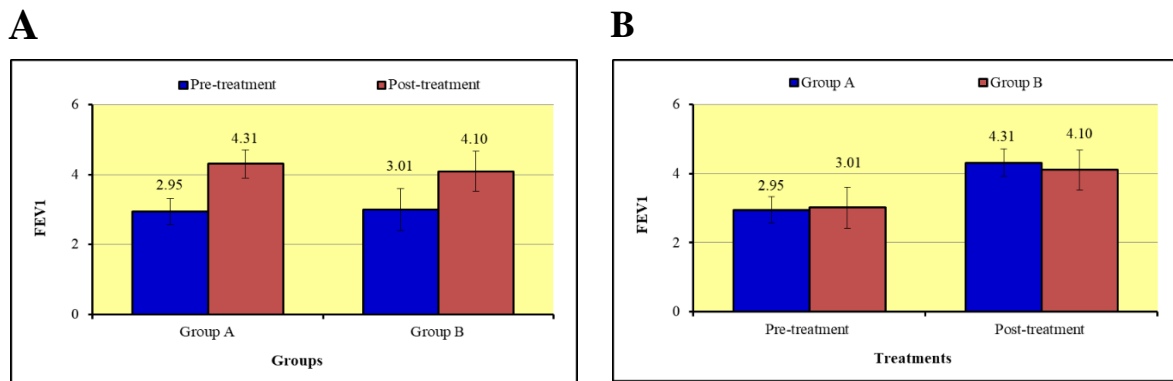 A
Pre-treatment Post-treatment
6
4.31
4.10
3.01
2.95
4
2
0
FEV1
Group A Group B
Groups
B
Group A Group B
6
4.31
4.10
3.01
2.95
4
2
0
FEV1
Pre-treatment Post-treatment
Treatments